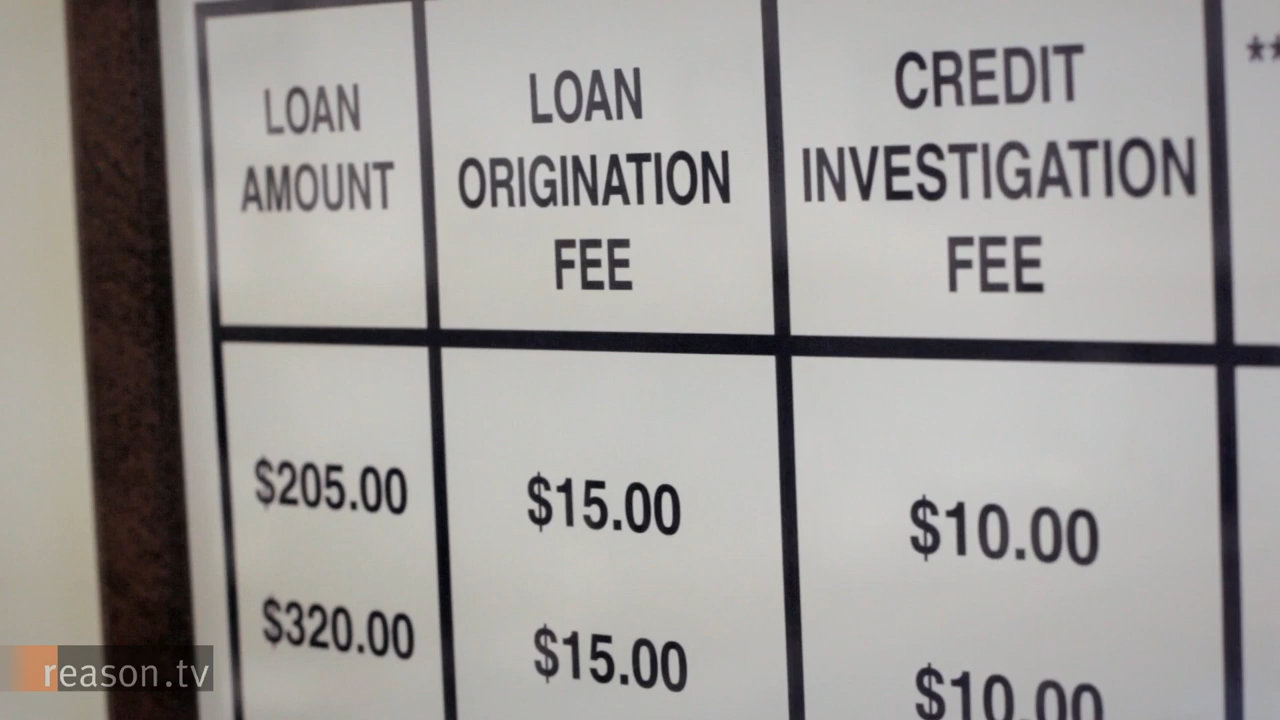 LOAN
AMOUNT
LOAN
ORIGINATION
FEE
CREDIT
INVESTIGATION
FEE
**
$205.00
$15.00
$10.00
$320.00
$15.00
$10.00
reason.tv